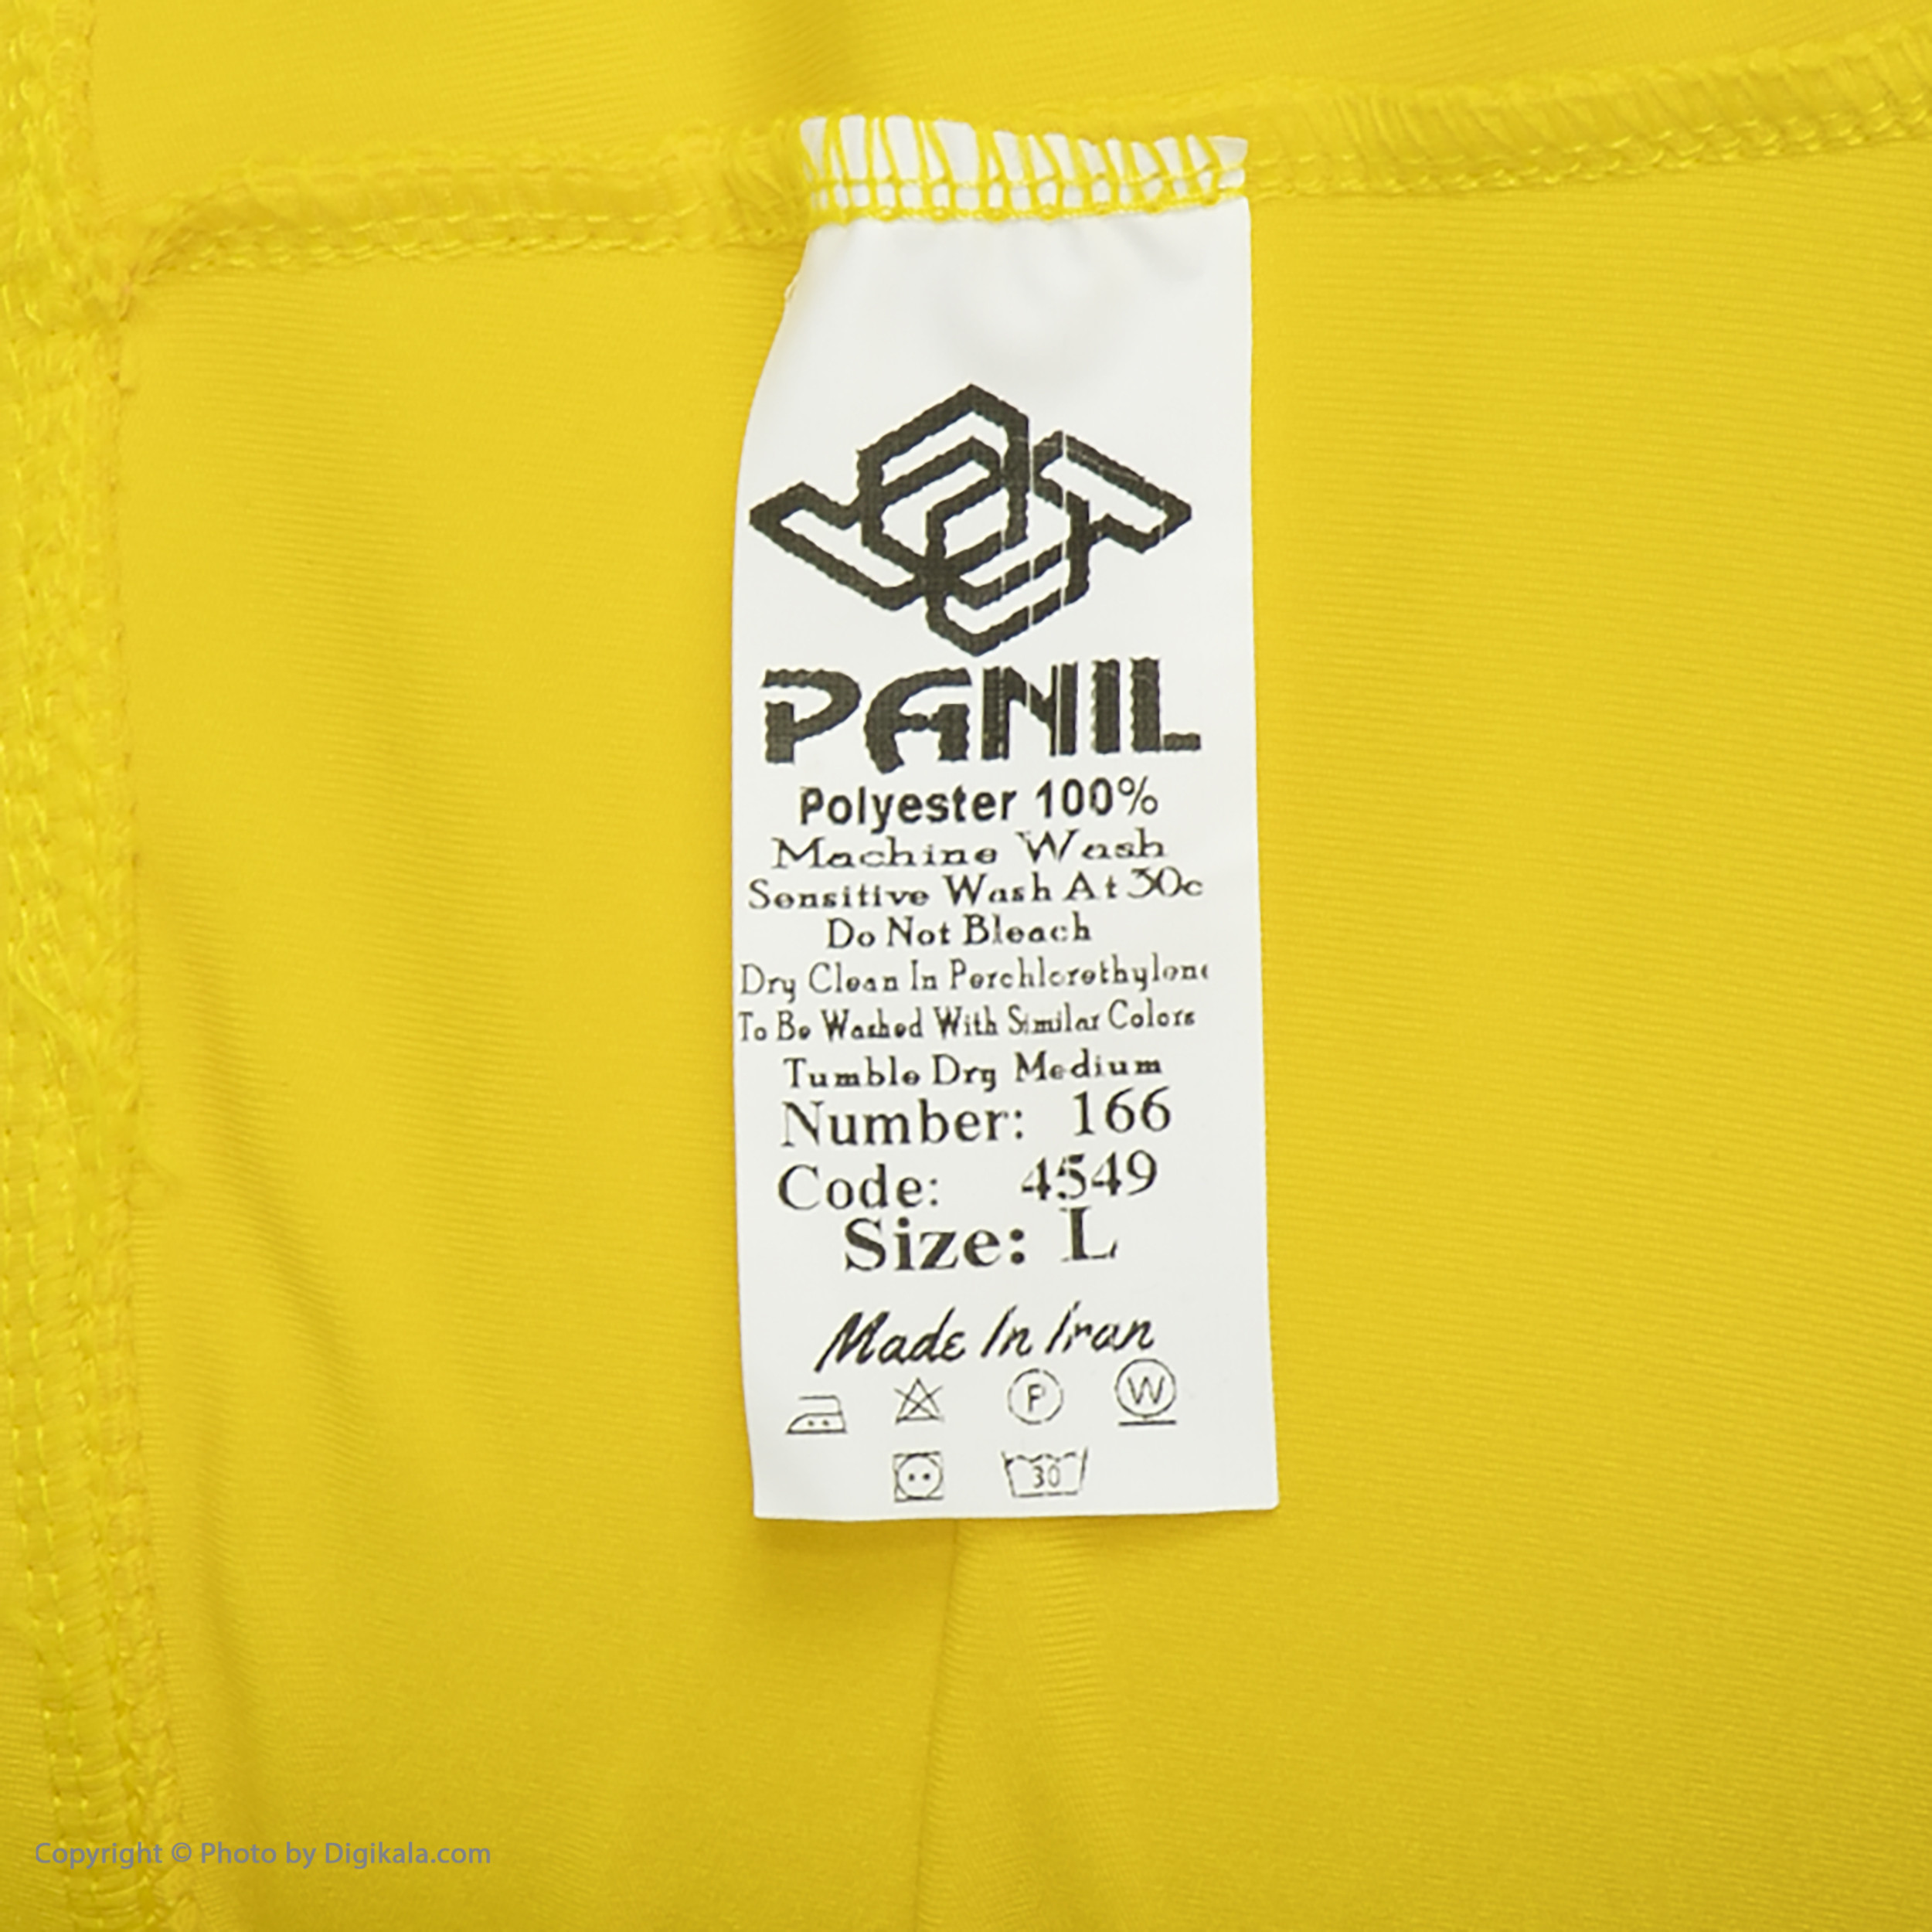 PANIL
Polyester 100%
Machine Wash
Sensitive Wash At 30c
Do Not Bleach
Dry Clean In Perchlorethylene
To Be Washed With Similar Colors
Tumble Dry Medium
Number: 166
Code: 4549
Size: L
Made In Iran
P W
30
Copyright © Photo by Digikala.com